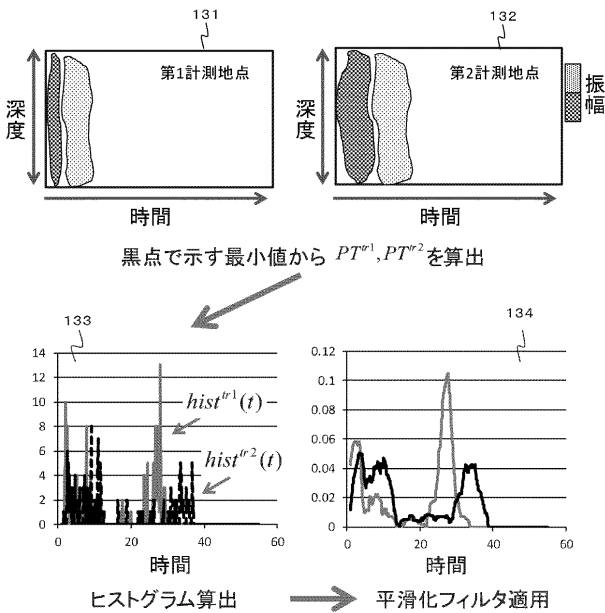 131
第1計測地点
深度
時間
132
第2計測地点
深度
時間
振幅
黒点で示す最小値から PT^{tr1}, PT^{tr2}を算出
133
14
12
10
8
6
4
2
0
hist^{tr1}(t)
hist^{tr2}(t)
0 20 40 60
時間
134
0.12
0.1
0.08
0.06
0.04
0.02
0
0 20 40 60
時間
ヒストグラム算出
平滑化フィルタ適用